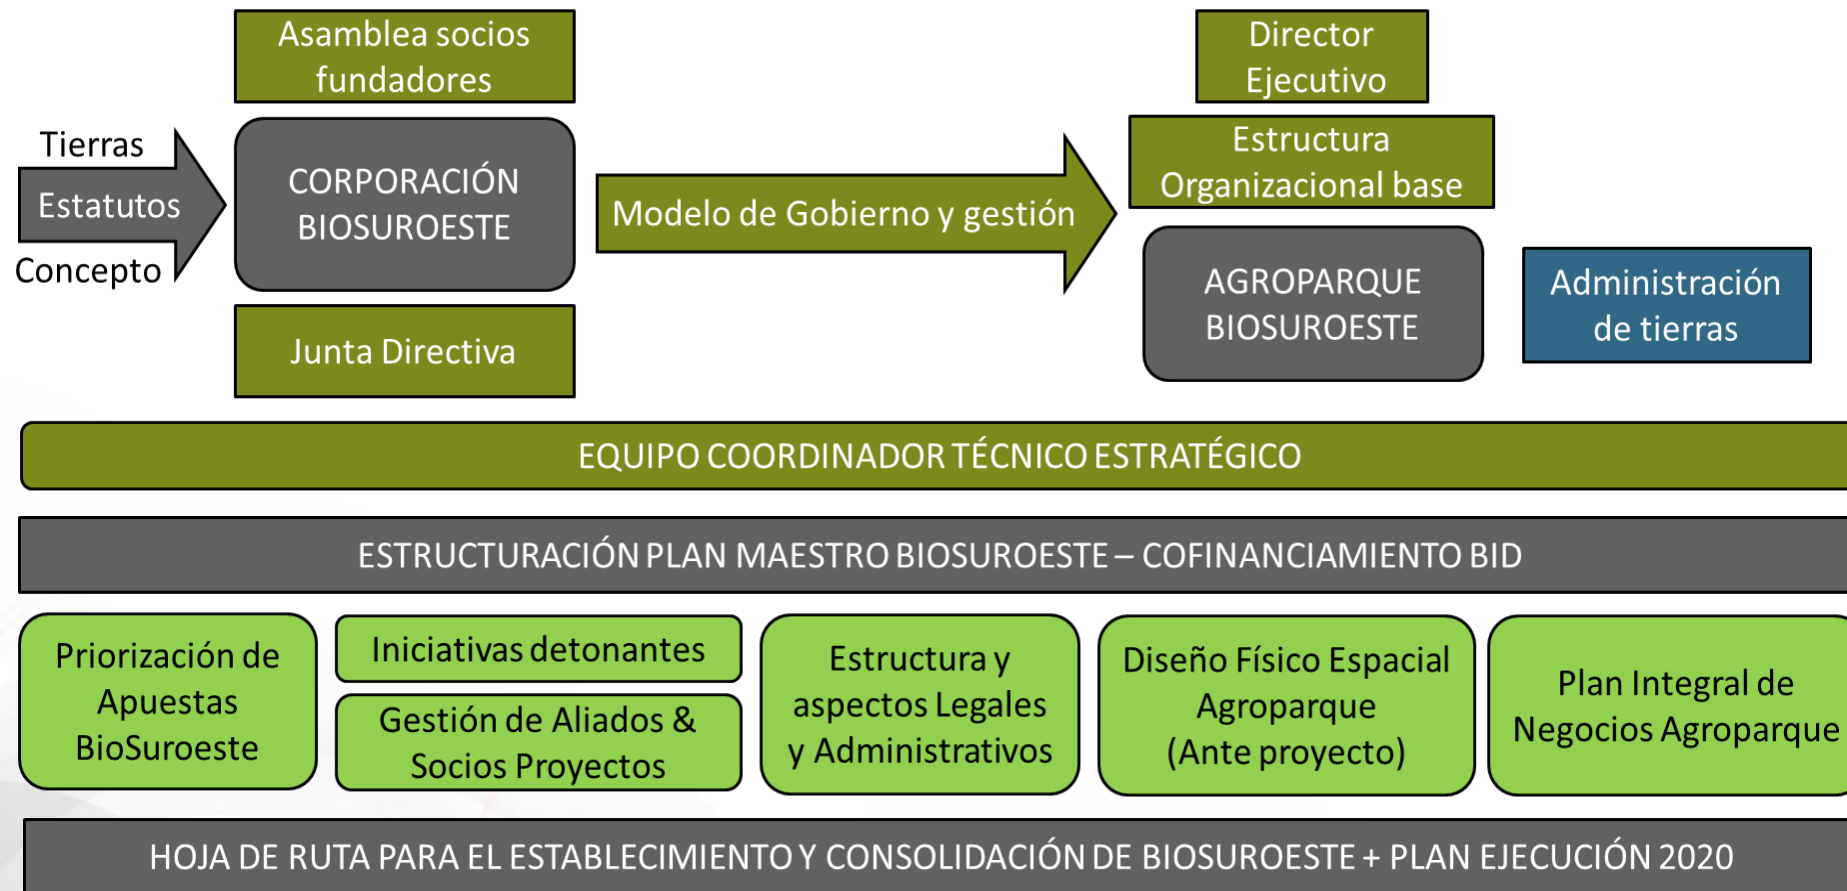 Asamblea socios
fundadores
Tierras
Estatutos
Concepto
CORPORACIÓN
BIOSUROESTE
Junta Directiva
Modelo de Gobierno y gestión
Director
Ejecutivo
Estructura
Organizacional base
AGROPARQUE
BIOSUROESTE
Administración
de tierras
EQUIPO COORDINADOR TÉCNICO ESTRATÉGICO
ESTRUCTURACIÓN PLAN MAESTRO BIOSUROESTE – COFINANCIAMIENTO BID
Priorización de
Apuestas
BioSuroeste
Iniciativas detonantes
Gestión de Aliados &
Socios Proyectos
Estructura y
aspectos Legales
y Administrativos
Diseño Físico Espacial
Agroparque
(Ante proyecto)
Plan Integral de
Negocios Agroparque
HOJA DE RUTA PARA EL ESTABLECIMIENTO Y CONSOLIDACIÓN DE BIOSUROESTE + PLAN EJECUCIÓN 2020